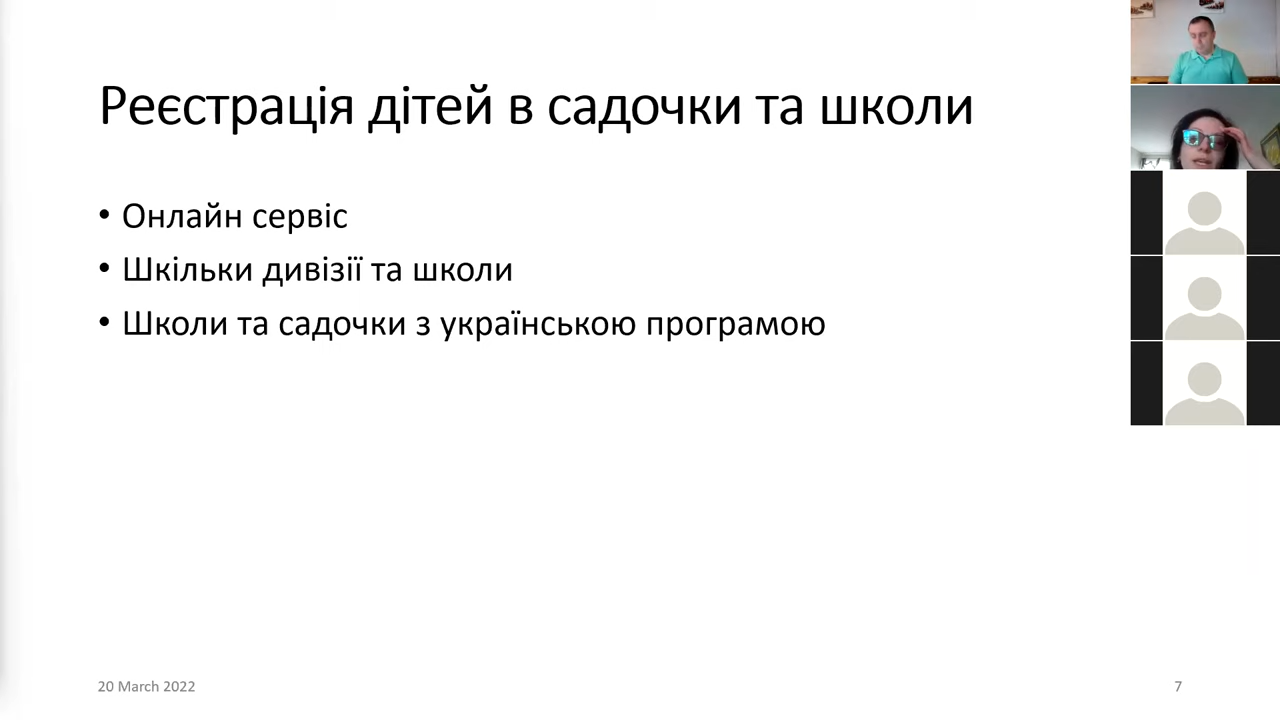 Реєстрація дітей в садочки та школи
• Онлайн сервіс
• Шкільки дивізії та школи
• Школи та садочки з українською програмою
20 March 2022
7